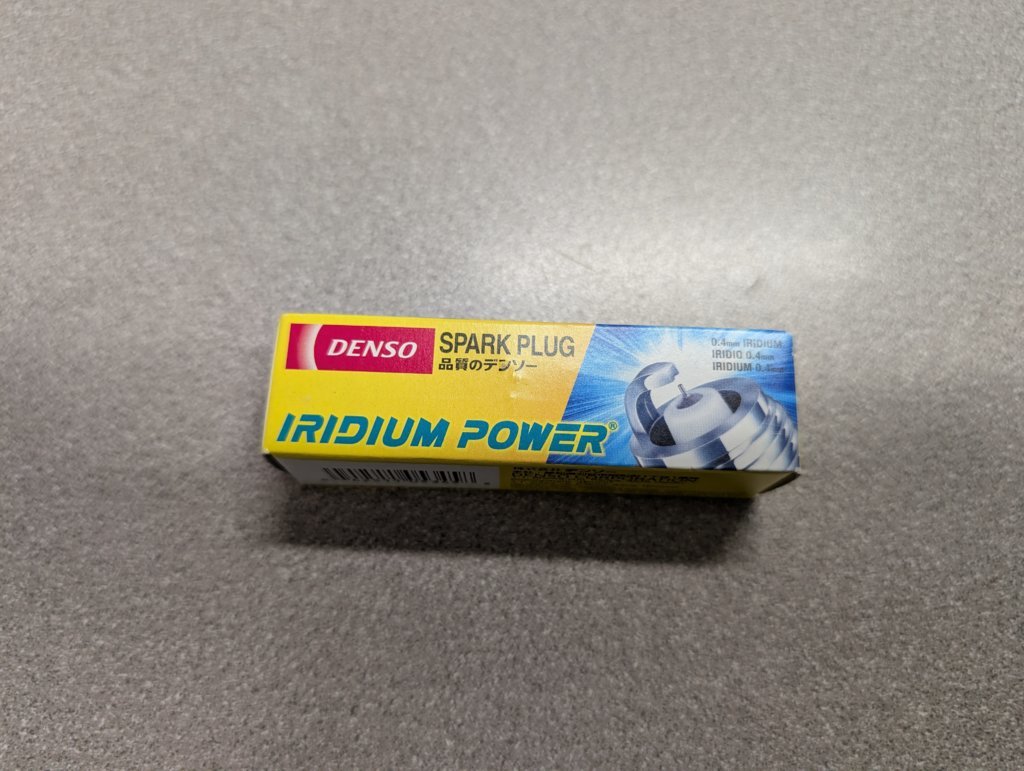 DENSO
SPARK PLUG
品質のデンソー
IRIDIUM POWER®
0.4mm IRIDIUM
IRIDIO 0.4mm
IRIDIUM 0.4mm